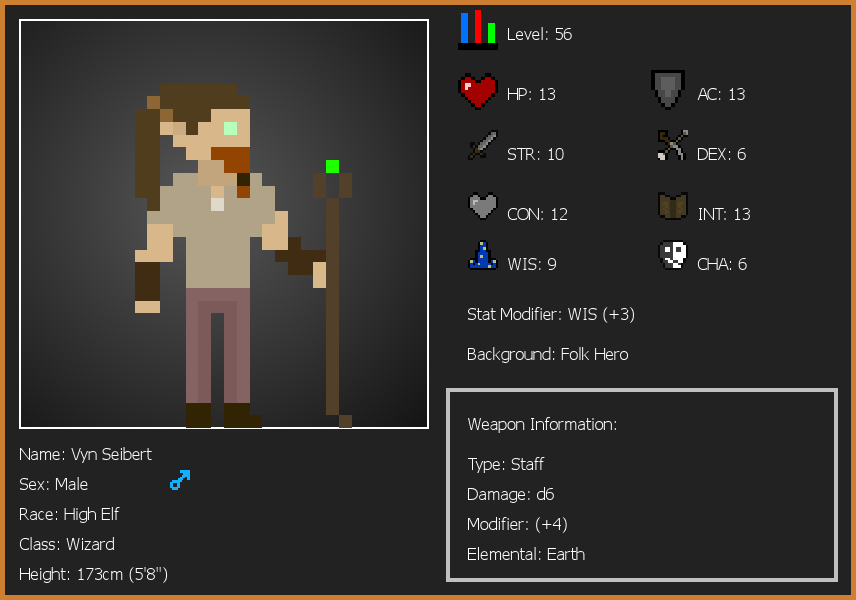 Level: 56
HP: 13
AC: 13
STR: 10
DEX: 6
CON: 12
INT: 13
WIS: 9
CHA: 6
Stat Modifier: WIS (+3)
Background: Folk Hero
Weapon Information:
Type: Staff
Damage: d6
Modifier: (+4)
Elemental: Earth
Name: Vyn Seibert
Sex: Male
Race: High Elf
Class: Wizard
Height: 173cm (5'8")